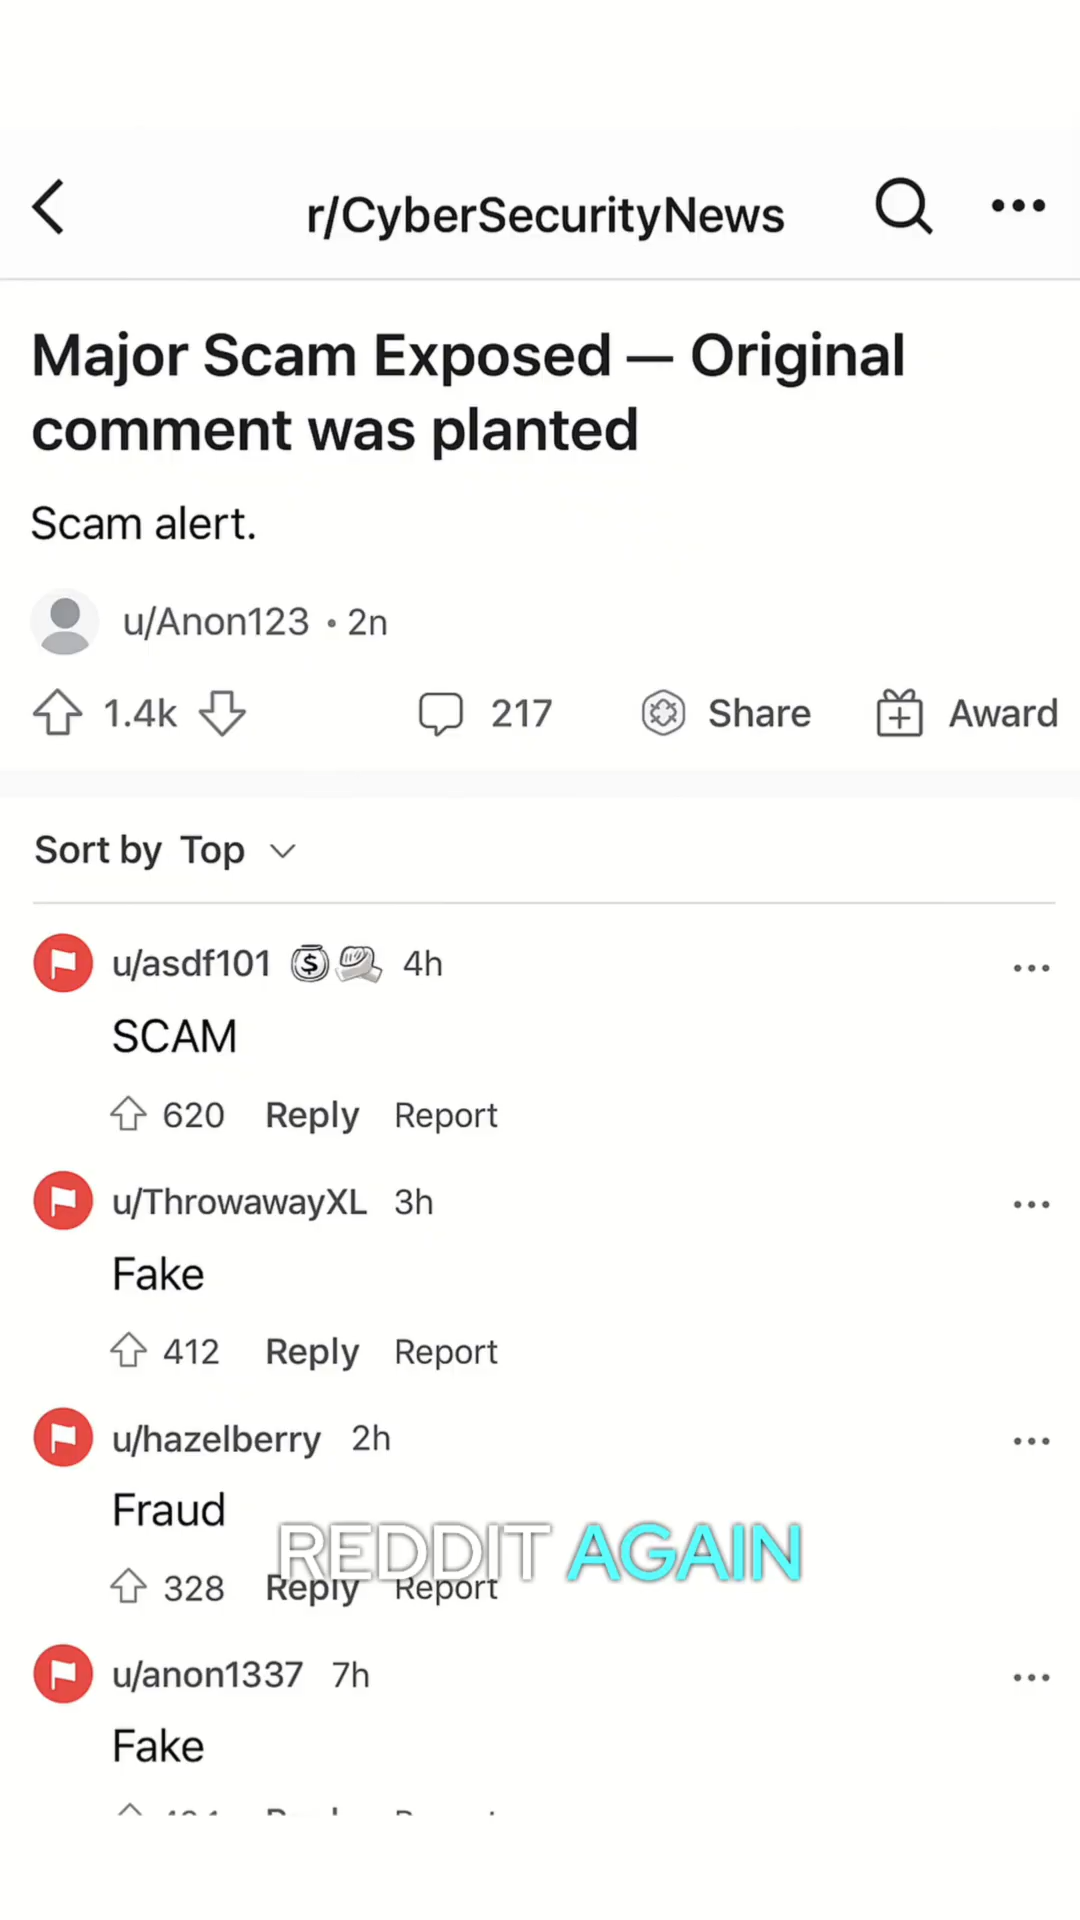 r/CyberSecurityNews
Major Scam Exposed — Original
comment was planted
Scam alert.
u/Anon123 • 2n
1.4k 217 Share Award
Sort by Top
u/asdf101 4h
SCAM
620 Reply Report
u/ThrowawayXL 3h
Fake
412 Reply Report
u/hazelberry 2h
Fraud
REDDIT AGAIN
328 Reply Report
u/anon1337 7h
Fake